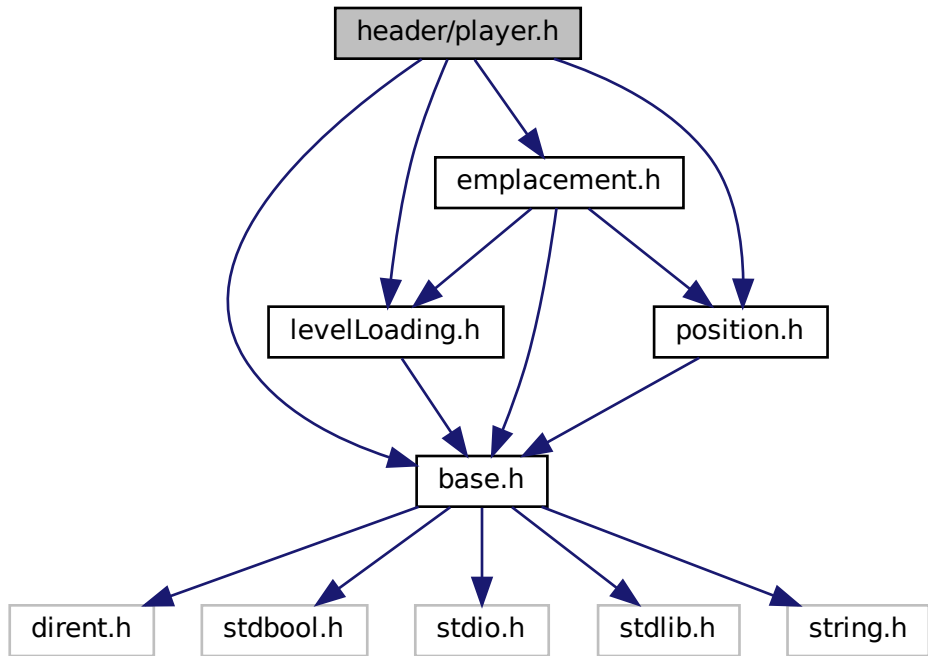 header/player.h
emplacement.h
levelLoading.h
position.h
base.h
dirent.h
stdbool.h
stdio.h
stdlib.h
string.h